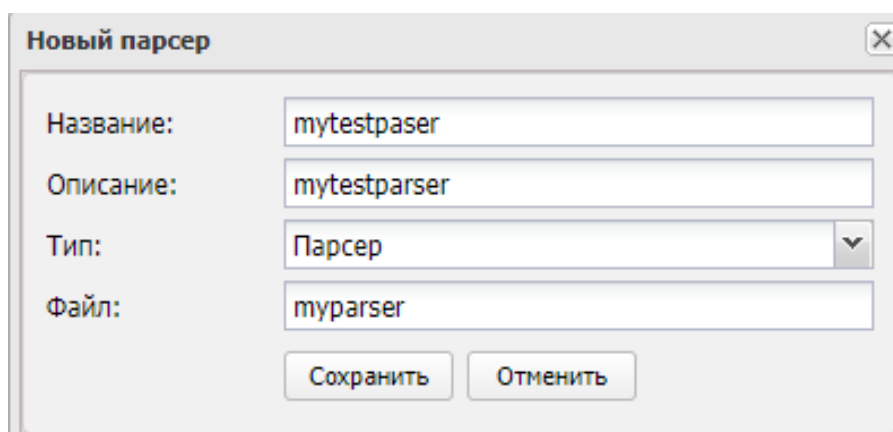 Новый парсер
Название: mytestpaser
Описание: mytestparser
Тип: Парсер
Файл: myparser
Сохранить Отменить